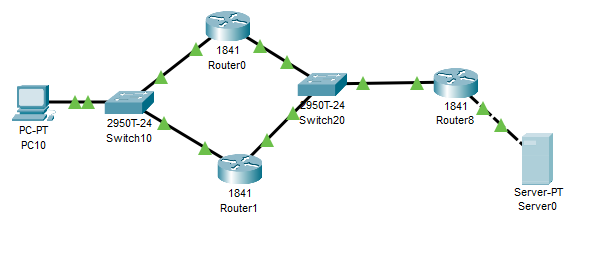 1841
Router0
PC-PT
PC10
2950T-24
Switch10
2950T-24
Switch20
1841
Router8
1841
Router1
Server-PT
Server0